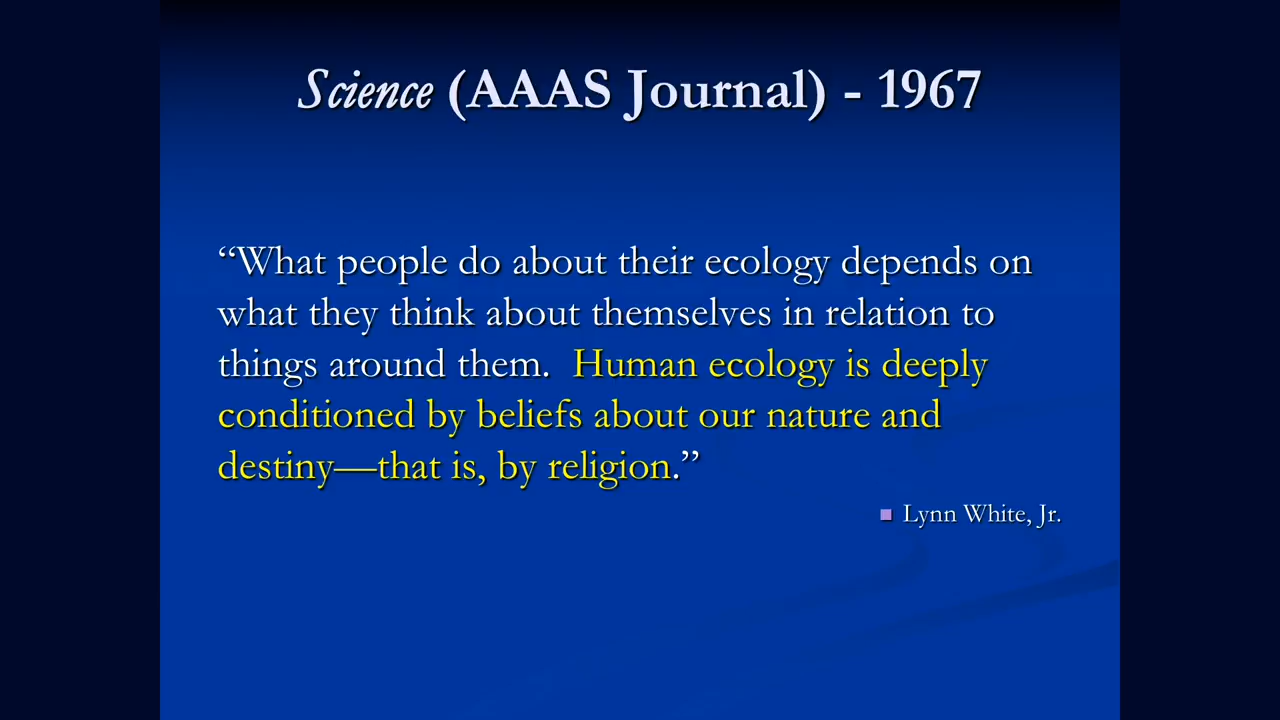 Science (AAAS Journal) - 1967
“What people do about their ecology depends on
what they think about themselves in relation to
things around them.  Human ecology is deeply
conditioned by beliefs about our nature and
destiny—that is, by religion.”
Lynn White, Jr.